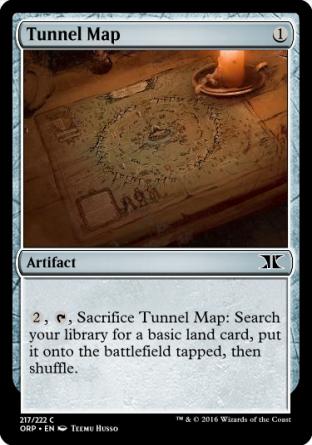 Tunnel Map 1
Artifact
2, , Sacrifice Tunnel Map: Search
your library for a basic land card, put
it onto the battlefield tapped, then
shuffle.
217/222 C
ORP • EN Teemu Husso
™ & © 2016 Wizards of the Coast